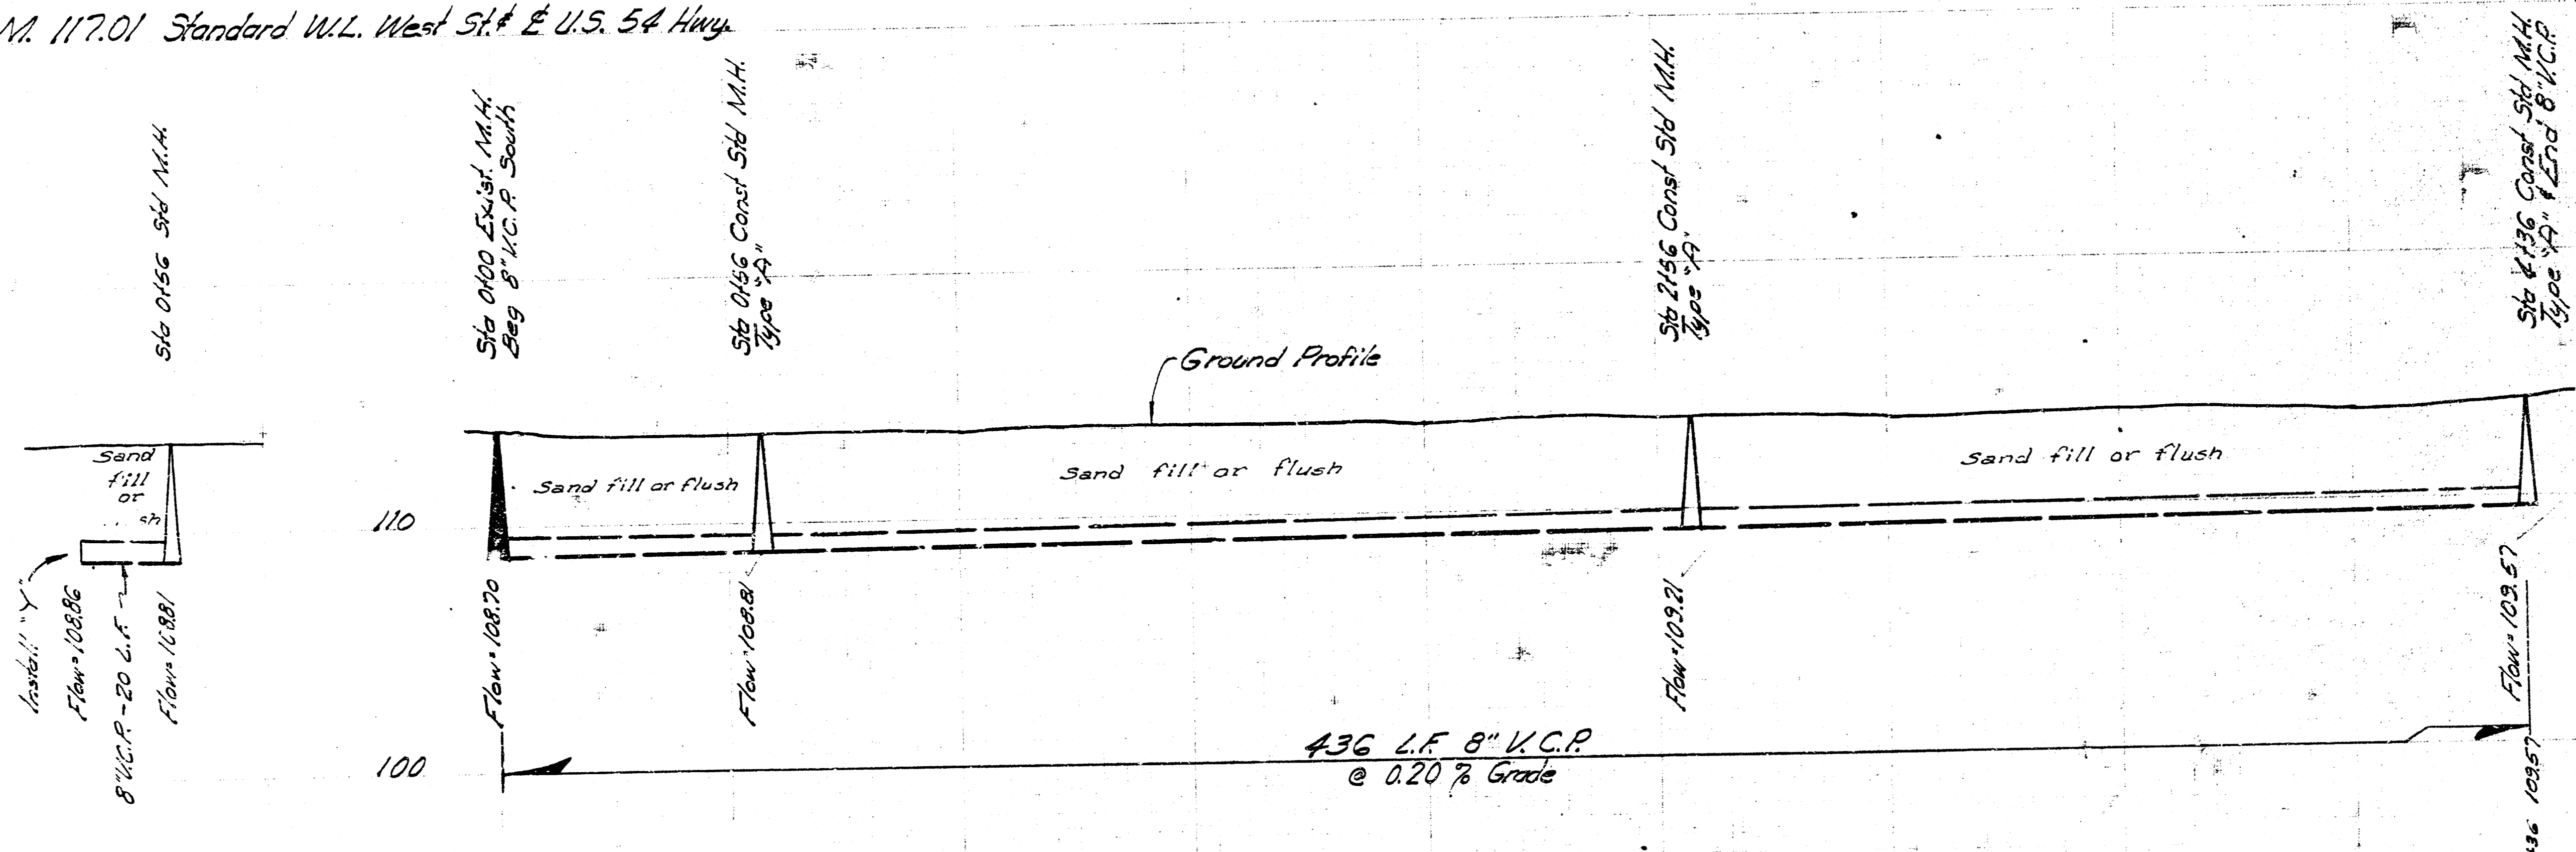 M. 117.01 Standard W.L. West St. & ℄ U.S. 54 Hwy.
Sta 0+56 Std M.H.
Sta 0+00 Exist. M.H.
Beg 8" V.C.P. South
Sta 0+56 Const Std M.H.
Type "A"
Sta 2+56 Const Std M.H.
Type "A"
Sta 4+36 Const Std M.H.
Type "A" & End 8" V.C.P.
Ground Profile
Sand
fill
or
sh
Sand fill or flush
Sand fill or flush
Sand fill or flush
110
Install "Y"
Flow=108.86
8" V.C.P. - 20 L.F.
Flow=108.81
Flow=108.70
Flow=108.81
Flow=109.21
Flow=109.57
436 L.F. 8" V.C.P.
@ 0.20 % Grade
100
436 109.57